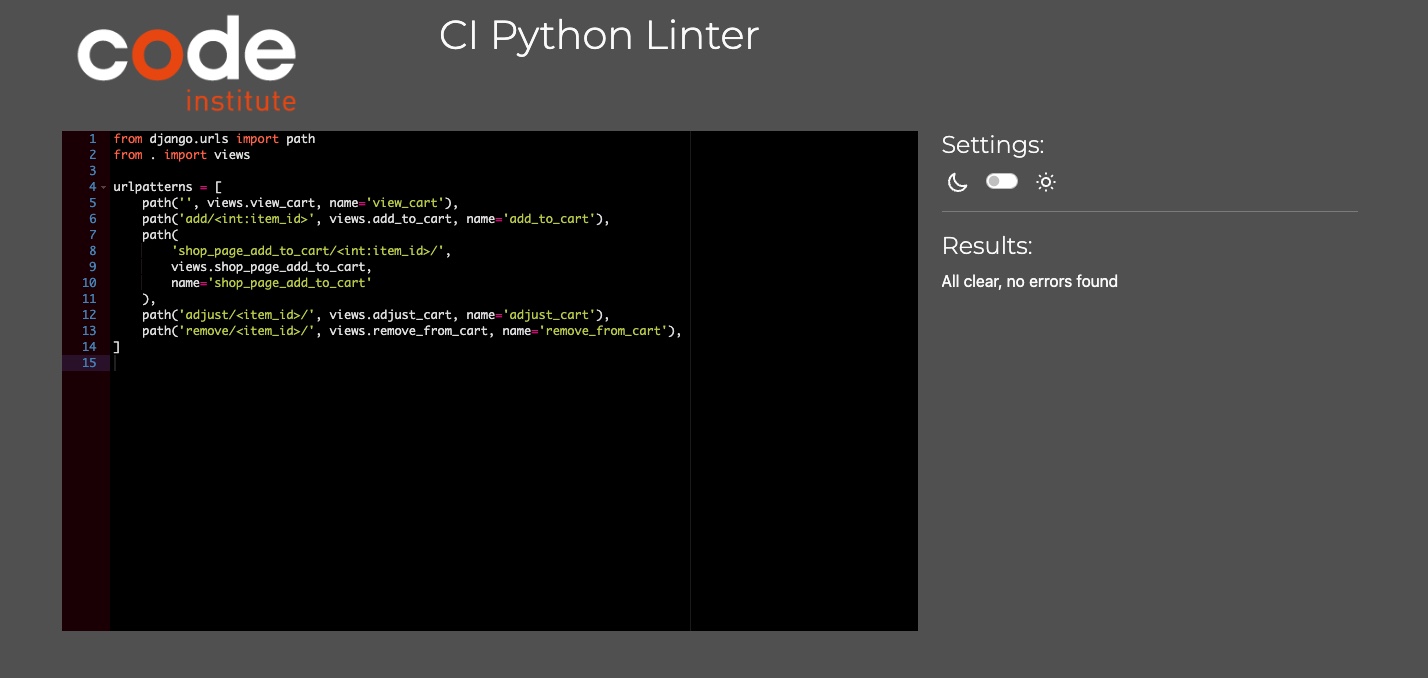 code
institute
CI Python Linter
1 from django.urls import path
2 from . import views
3
4 urlpatterns = [
5     path('', views.view_cart, name='view_cart'),
6     path('add/<int:item_id>', views.add_to_cart, name='add_to_cart'),
7     path(
8         'shop_page_add_to_cart/<int:item_id>/',
9         views.shop_page_add_to_cart,
10         name='shop_page_add_to_cart'
11     ),
12     path('adjust/<item_id>/', views.adjust_cart, name='adjust_cart'),
13     path('remove/<item_id>/', views.remove_from_cart, name='remove_from_cart'),
14 ]
15
Settings:
Results:
All clear, no errors found